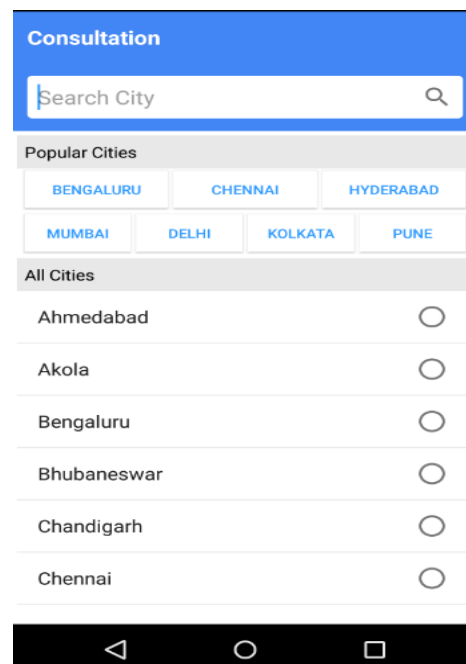 Consultation
Search City
Popular Cities
BENGALURU CHENNAI HYDERABAD
MUMBAI DELHI KOLKATA PUNE
All Cities
Ahmedabad
Akola
Bengaluru
Bhubaneswar
Chandigarh
Chennai